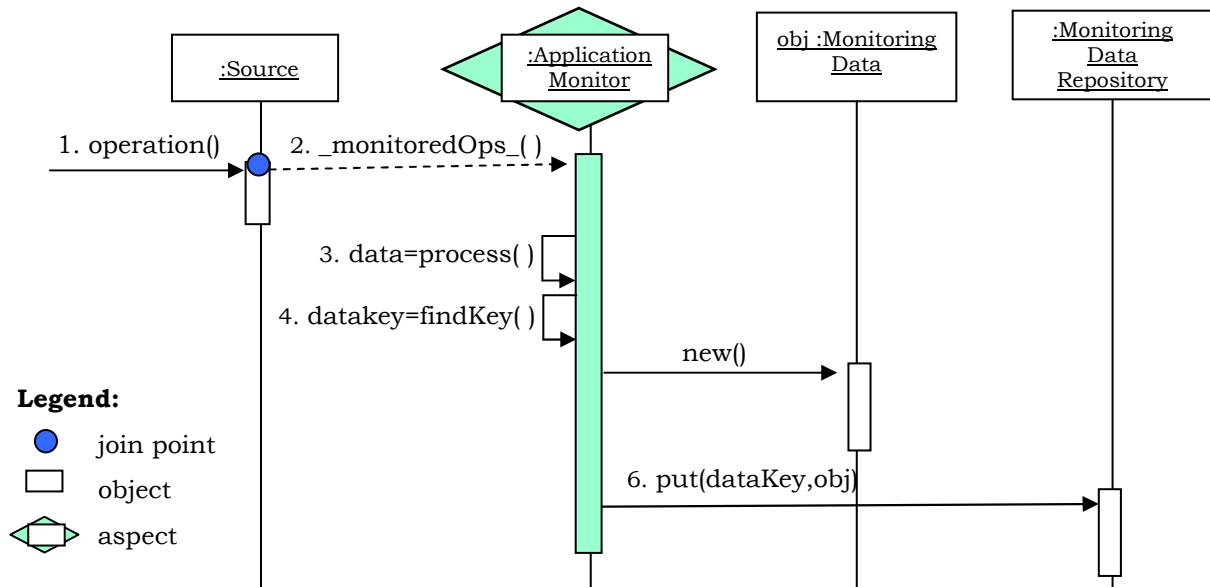 :Source
:Application
Monitor
obj :Monitoring
Data
:Monitoring
Data
Repository
1. operation()
2. _monitoredOps_( )
3. data=process( )
4. datakey=findKey( )
new()
6. put(dataKey,obj)
Legend:
join point
object
aspect